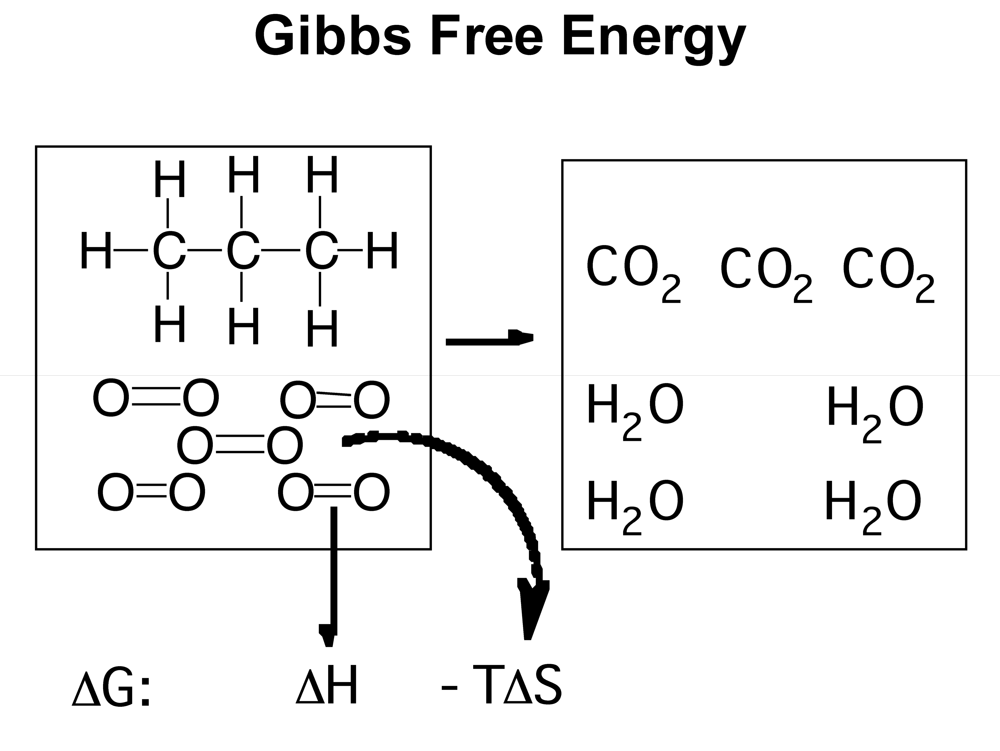 Gibbs Free Energy
H H H
H C C C H
H H H
CO2 CO2 CO2
O O O O
O O
O O O O
H2O H2O
H2O H2O
ΔG: ΔH - TΔS